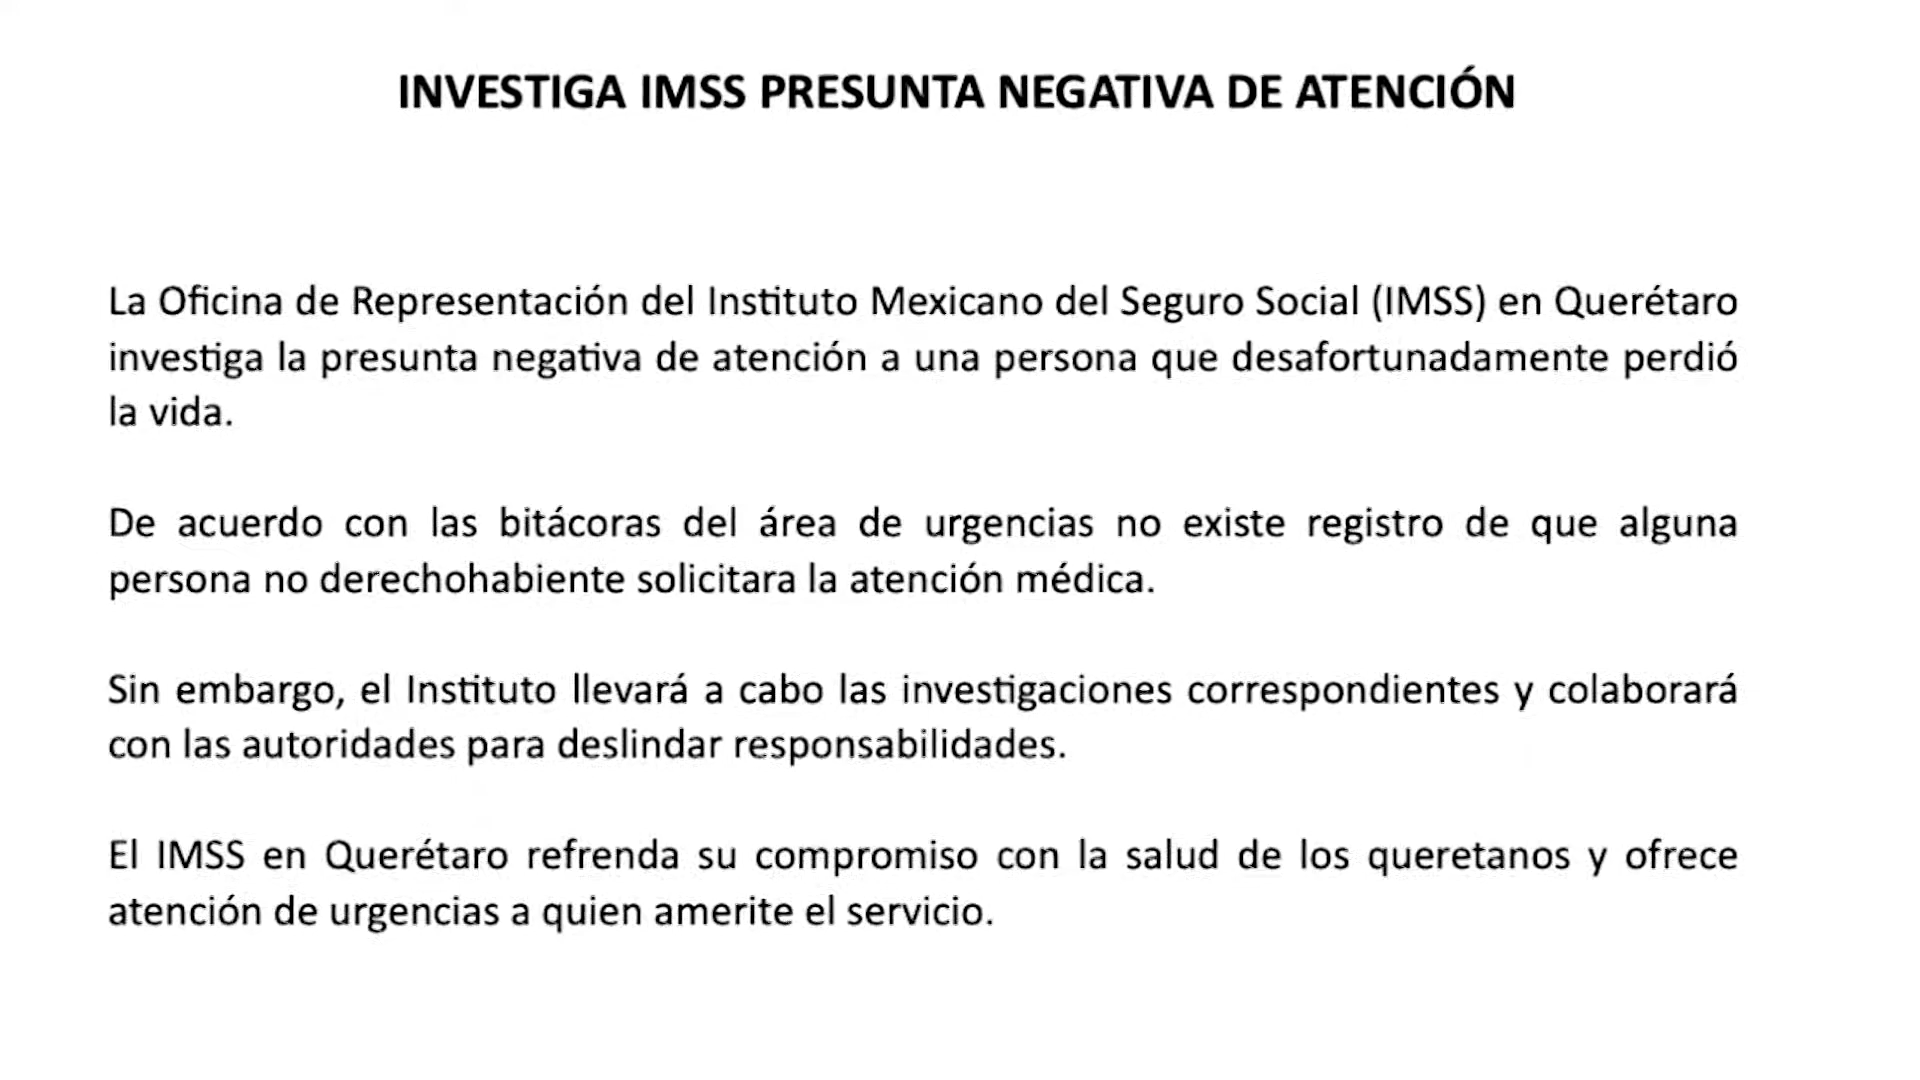 INVESTIGA IMSS PRESUNTA NEGATIVA DE ATENCIÓN
La Oficina de Representación del Instituto Mexicano del Seguro Social (IMSS) en Querétaro
investiga la presunta negativa de atención a una persona que desafortunadamente perdió
la vida.
De acuerdo con las bitácoras del área de urgencias no existe registro de que alguna
persona no derechohabiente solicitara la atención médica.
Sin embargo, el Instituto llevará a cabo las investigaciones correspondientes y colaborará
con las autoridades para deslindar responsabilidades.
El IMSS en Querétaro refrenda su compromiso con la salud de los queretanos y ofrece
atención de urgencias a quien amerite el servicio.